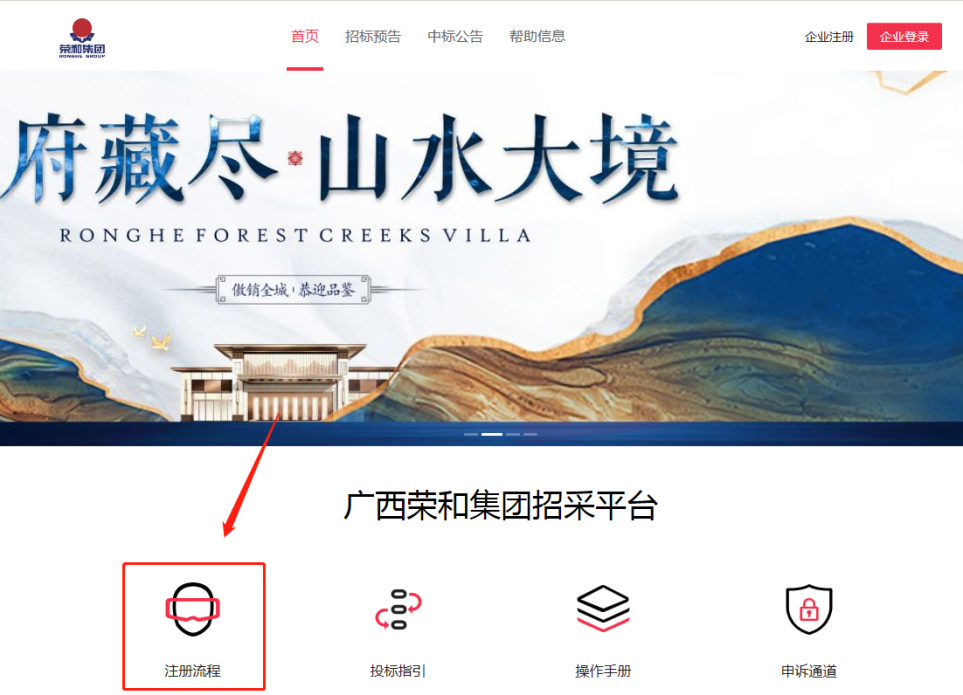 荣和集团
RONGHE GROUP
首页 招标预告 中标公告 帮助信息 企业注册 企业登录
府藏尽·山水大境
RONGHE FOREST CREEKS VILLA
傲销全城 恭迎品鉴
广西荣和集团招采平台
注册流程 投标指引 操作手册 申诉通道